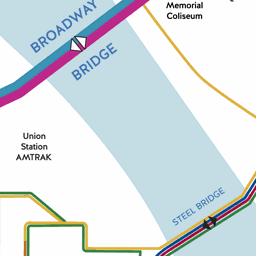 Memorial
Coliseum
BROADWAY
BRIDGE
Union
Station
AMTRAK
STEEL BRIDGE